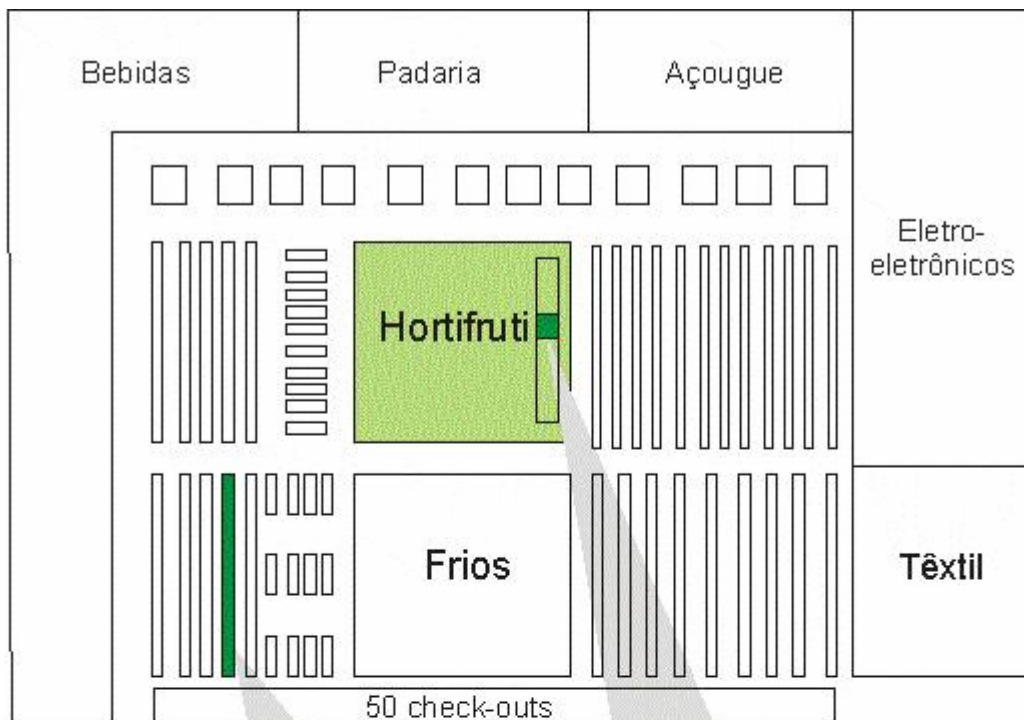 Bebidas
Padaria
Açougue
Eletro-
eletrônicos
Hortifruti
Frios
Têxtil
50 check-outs